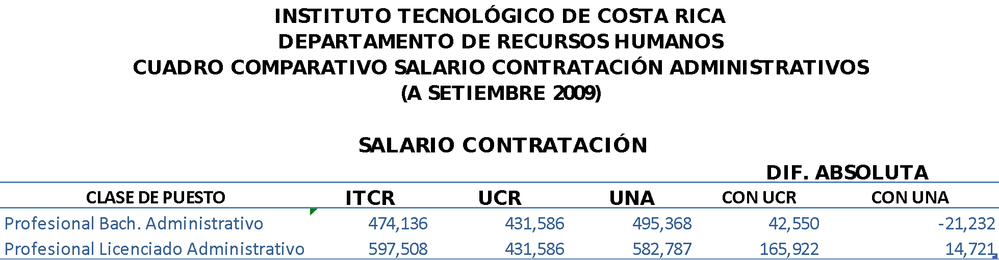 INSTITUTO TECNOLÓGICO DE COSTA RICA
DEPARTAMENTO DE RECURSOS HUMANOS
CUADRO COMPARATIVO SALARIO CONTRATACIÓN ADMINISTRATIVOS
(A SETIEMBRE 2009)
SALARIO CONTRATACIÓN
DIF. ABSOLUTA
CLASE DE PUESTO ITCR UCR UNA CON UCR CON UNA
Profesional Bach. Administrativo 474,136 431,586 495,368 42,550 -21,232
Profesional Licenciado Administrativo 597,508 431,586 582,787 165,922 14,721